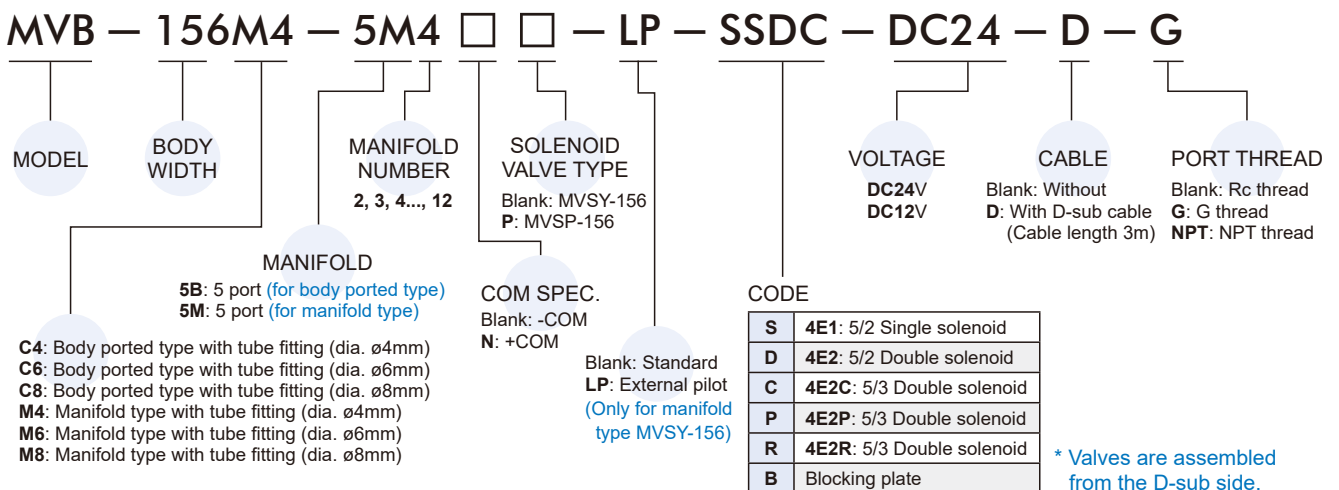 MVB — 156M4 — 5M4 □ □ — LP — SSDC — DC24 — D — G
MODEL
BODY
WIDTH
C4: Body ported type with tube fitting (dia. ø4mm)
C6: Body ported type with tube fitting (dia. ø6mm)
C8: Body ported type with tube fitting (dia. ø8mm)
M4: Manifold type with tube fitting (dia. ø4mm)
M6: Manifold type with tube fitting (dia. ø6mm)
M8: Manifold type with tube fitting (dia. ø8mm)
MANIFOLD
5B: 5 port (for body ported type)
5M: 5 port (for manifold type)
MANIFOLD
NUMBER
2, 3, 4..., 12
COM SPEC.
Blank: -COM
N: +COM
SOLENOID
VALVE TYPE
Blank: MVSY-156
P: MVSP-156
Blank: Standard
LP: External pilot
(Only for manifold
type MVSY-156)
CODE
S 4E1: 5/2 Single solenoid
D 4E2: 5/2 Double solenoid
C 4E2C: 5/3 Double solenoid
P 4E2P: 5/3 Double solenoid
R 4E2R: 5/3 Double solenoid
B Blocking plate
VOLTAGE
DC24V
DC12V
CABLE
Blank: Without
D: With D-sub cable
(Cable length 3m)
PORT THREAD
Blank: Rc thread
G: G thread
NPT: NPT thread
* Valves are assembled
from the D-sub side.